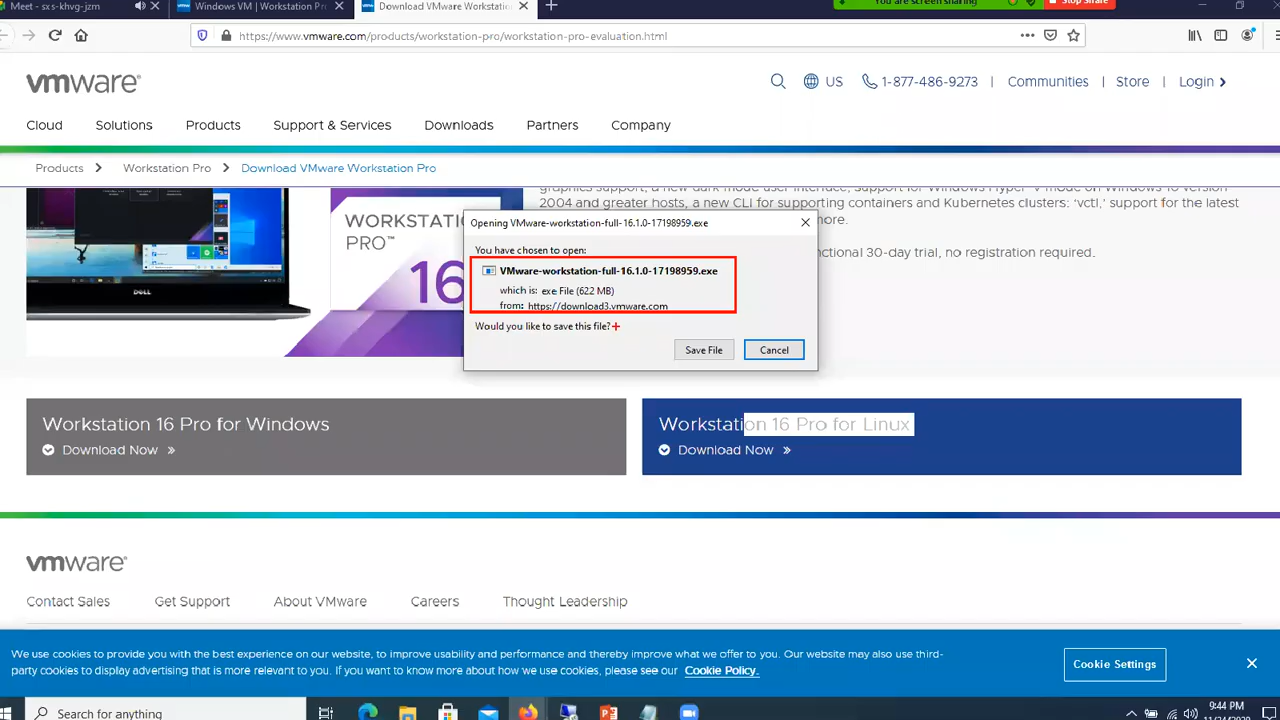 Meet - sxs-khvg-jzm
Windows VM | Workstation Pr
Download VMware Workstatio
You are screen sharing
Stop Share
https://www.vmware.com/products/workstation-pro/workstation-pro-evaluation.html
vmware®
US
1-877-486-9273 | Communities | Store | Login
Cloud Solutions Products Support & Services Downloads Partners Company
Products Workstation Pro Download VMware Workstation Pro
graphics support, a new dark mode user interface, support for Windows Hyper-V mode on Windows 10 version
2004 and greater hosts, a new CLI for supporting containers and Kubernetes clusters: ‘vctl,’ support for the latest
more.
nctional 30-day trial, no registration required.
WORKSTATI
PRO™
16
DELL
Opening VMware-workstation-full-16.1.0-17198959.exe
You have chosen to open:
VMware-workstation-full-16.1.0-17198959.exe
which is: exe File (622 MB)
from: https://download3.vmware.com
Would you like to save this file?
Save File Cancel
Workstation 16 Pro for Windows
Download Now »
Workstation 16 Pro for Linux
Download Now »
vmware®
Contact Sales Get Support About VMware Careers Thought Leadership
We use cookies to provide you with the best experience on our website, to improve usability and performance and thereby improve what we offer to you. Our website may also use third-
party cookies to display advertising that is more relevant to you. If you want to know more about how we use cookies, please see our Cookie Policy.
Cookie Settings
Search for anything
9:44 PM